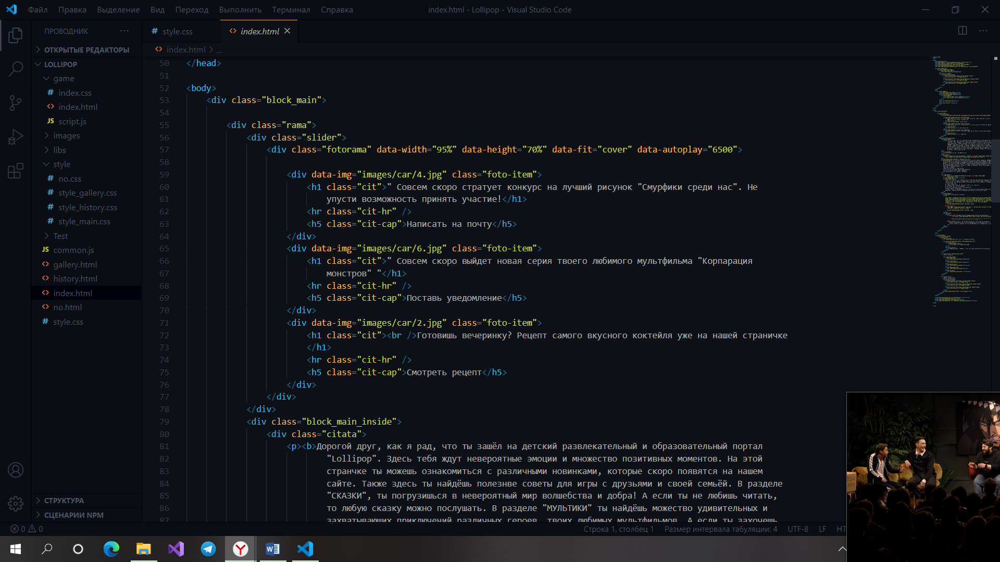 Файл Правка Выделение Вид Переход Выполнить Терминал Справка
index.html - Lollipop - Visual Studio Code
ПРОВОДНИК
ОТКРЫТЫЕ РЕДАКТОРЫ
LOLLIPOP
game
index.css
index.html
script.js
images
libs
style
no.css
style_gallery.css
style_history.css
style_main.css
Test
common.js
gallery.html
history.html
index.html
no.html
style.css
СТРУКТУРА
СЦЕНАРИИ NPM
style.css index.html
index.html > ...
50 </head>
51
52 <body>
53 <div class="block_main">
54
55 <div class="rama">
56 <div class="slider">
57 <div class="fotorama" data-width="95%" data-height="70%" data-fit="cover" data-autoplay="6500">
58
59 <div data-img="images/car/4.jpg" class="foto-item">
60 <h1 class="cit">" Совсем скоро стратует конкурс на лучший рисунок "Смурфики среди нас". Не
61 упусти возможность принять участие!</h1>
62 <hr class="cit-hr" />
63 <h5 class="cit-cap">Написать на почту</h5>
64 </div>
65 <div data-img="images/car/6.jpg" class="foto-item">
66 <h1 class="cit">" Совсем скоро выйдет новая серия твоего любимого мультфильма "Корпарация
67 монстров" "</h1>
68 <hr class="cit-hr" />
69 <h5 class="cit-cap">Поставь уведомление</h5>
70 </div>
71 <div data-img="images/car/2.jpg" class="foto-item">
72 <h1 class="cit"><br />Готовишь вечеринку? Рецепт самого вкусного коктейля уже на нашей страничке
73 </h1>
74 <hr class="cit-hr" />
75 <h5 class="cit-cap">Смотреть рецепт</h5>
76 </div>
77 </div>
78 </div>
79 <div class="block_main_inside">
80 <div class="citata">
81 <p><b>Дорогой друг, как я рад, что ты зашёл на детский развлекательный и образовательный портал
82 "Lollipop". Здесь тебя ждут невероятные эмоции и множество позитивных моментов. На этой
83 странчке ты можешь ознакомиться с различными новинками, которые скоро появятся на нашем
84 сайте. Также здесь ты найдёшь полезнве советы для игры с друзьями и своей семьёй. В разделе
85 "СКАЗКИ", ты погрузишься в невероятный мир волшебства и добра! А если ты не любишь читать,
86 то любую сказку можно послушать. В разделе "МУЛЬТИКИ" ты найдёшь можество удивительных и
87 захватывающих приключений различных героев, твоих любимых мультфильмов. А если ты захочешь
0 0
Строка 1, столбец 1 Размер интервала табуляции: 4 UTF-8 LF HT